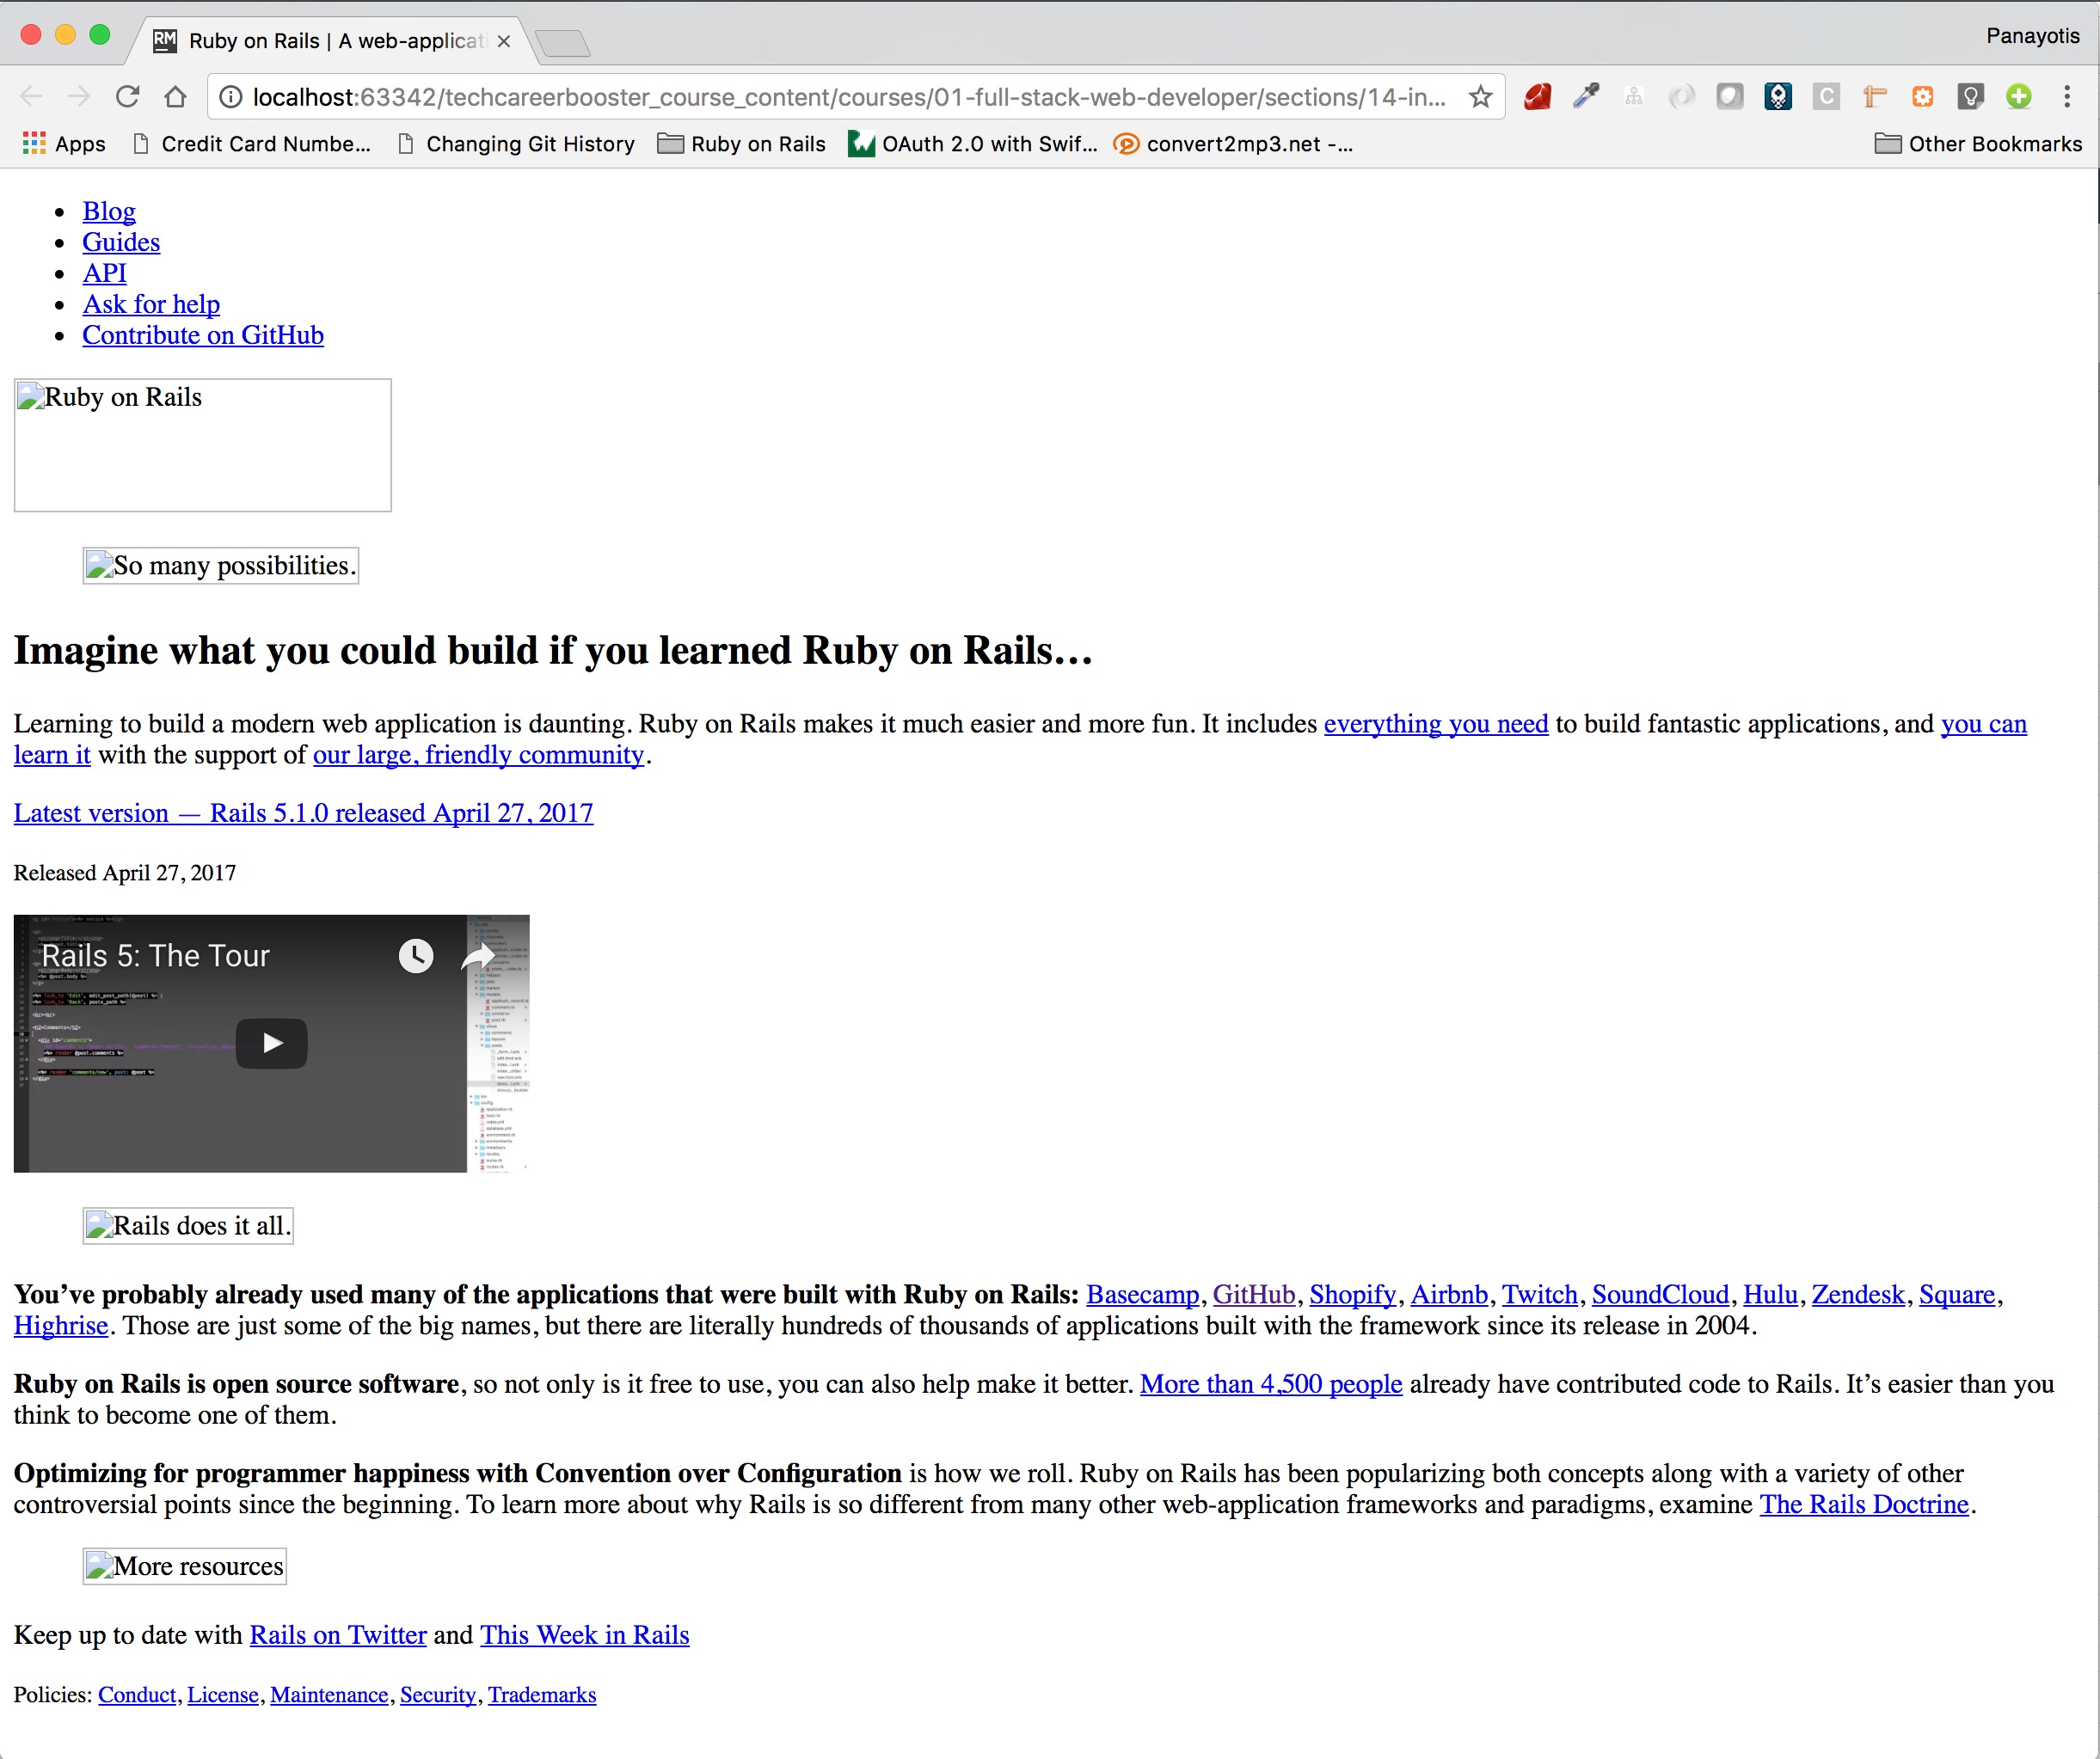 Ruby on Rails | A web-applicat
Panayotis
localhost:63342/techcareerbooster_course_content/courses/01-full-stack-web-developer/sections/14-in...
Apps Credit Card Numbe... Changing Git History Ruby on Rails OAuth 2.0 with Swif... convert2mp3.net -... Other Bookmarks
Blog
Guides
API
Ask for help
Contribute on GitHub
Ruby on Rails
So many possibilities.
Imagine what you could build if you learned Ruby on Rails…
Learning to build a modern web application is daunting. Ruby on Rails makes it much easier and more fun. It includes everything you need to build fantastic applications, and you can
learn it with the support of our large, friendly community.
Latest version — Rails 5.1.0 released April 27, 2017
Released April 27, 2017
Rails 5: The Tour
Rails does it all.
You’ve probably already used many of the applications that were built with Ruby on Rails: Basecamp, GitHub, Shopify, Airbnb, Twitch, SoundCloud, Hulu, Zendesk, Square,
Highrise. Those are just some of the big names, but there are literally hundreds of thousands of applications built with the framework since its release in 2004.
Ruby on Rails is open source software, so not only is it free to use, you can also help make it better. More than 4,500 people already have contributed code to Rails. It’s easier than you
think to become one of them.
Optimizing for programmer happiness with Convention over Configuration is how we roll. Ruby on Rails has been popularizing both concepts along with a variety of other
controversial points since the beginning. To learn more about why Rails is so different from many other web-application frameworks and paradigms, examine The Rails Doctrine.
More resources
Keep up to date with Rails on Twitter and This Week in Rails
Policies: Conduct, License, Maintenance, Security, Trademarks